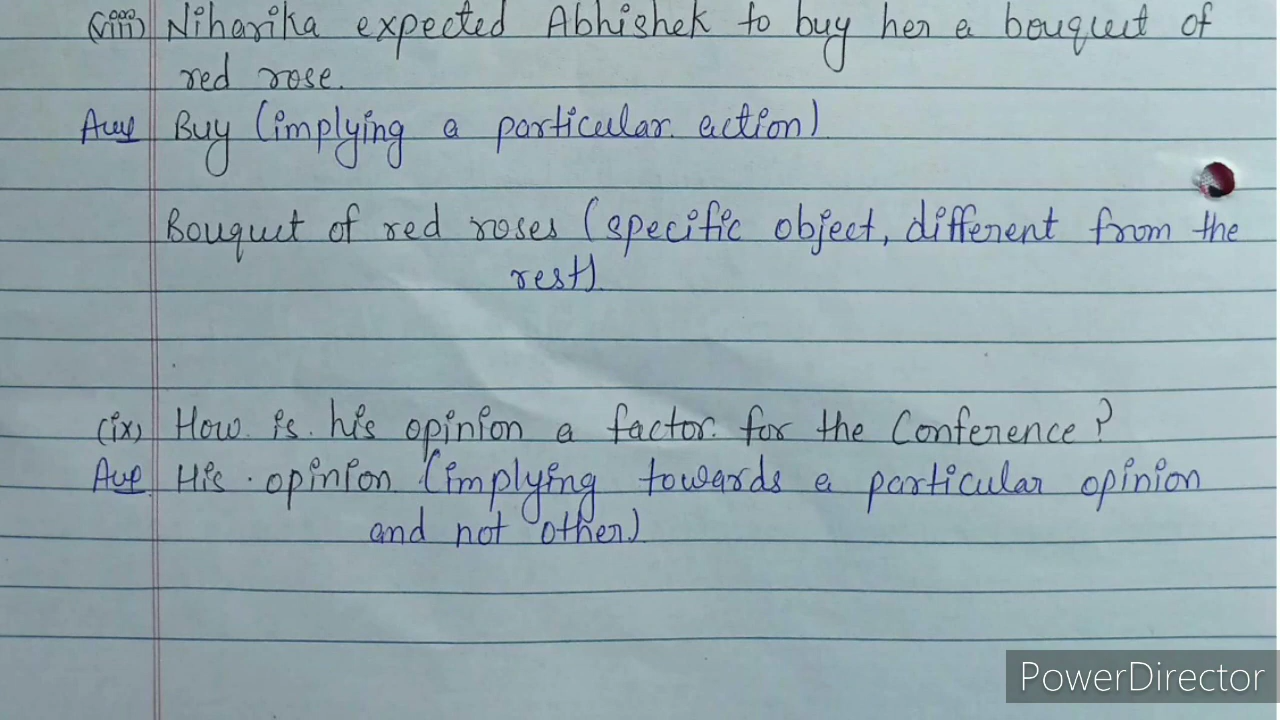 (viii) Niharika expected Abhishek to buy her a bouquet of
red rose.
Ans Buy (implying a particular action)
Bouquet of red roses (specific object, different from the
rest)
(ix) How is his opinion a factor for the Conference?
Ans His opinion (implying towards a particular opinion
and not other)
PowerDirector